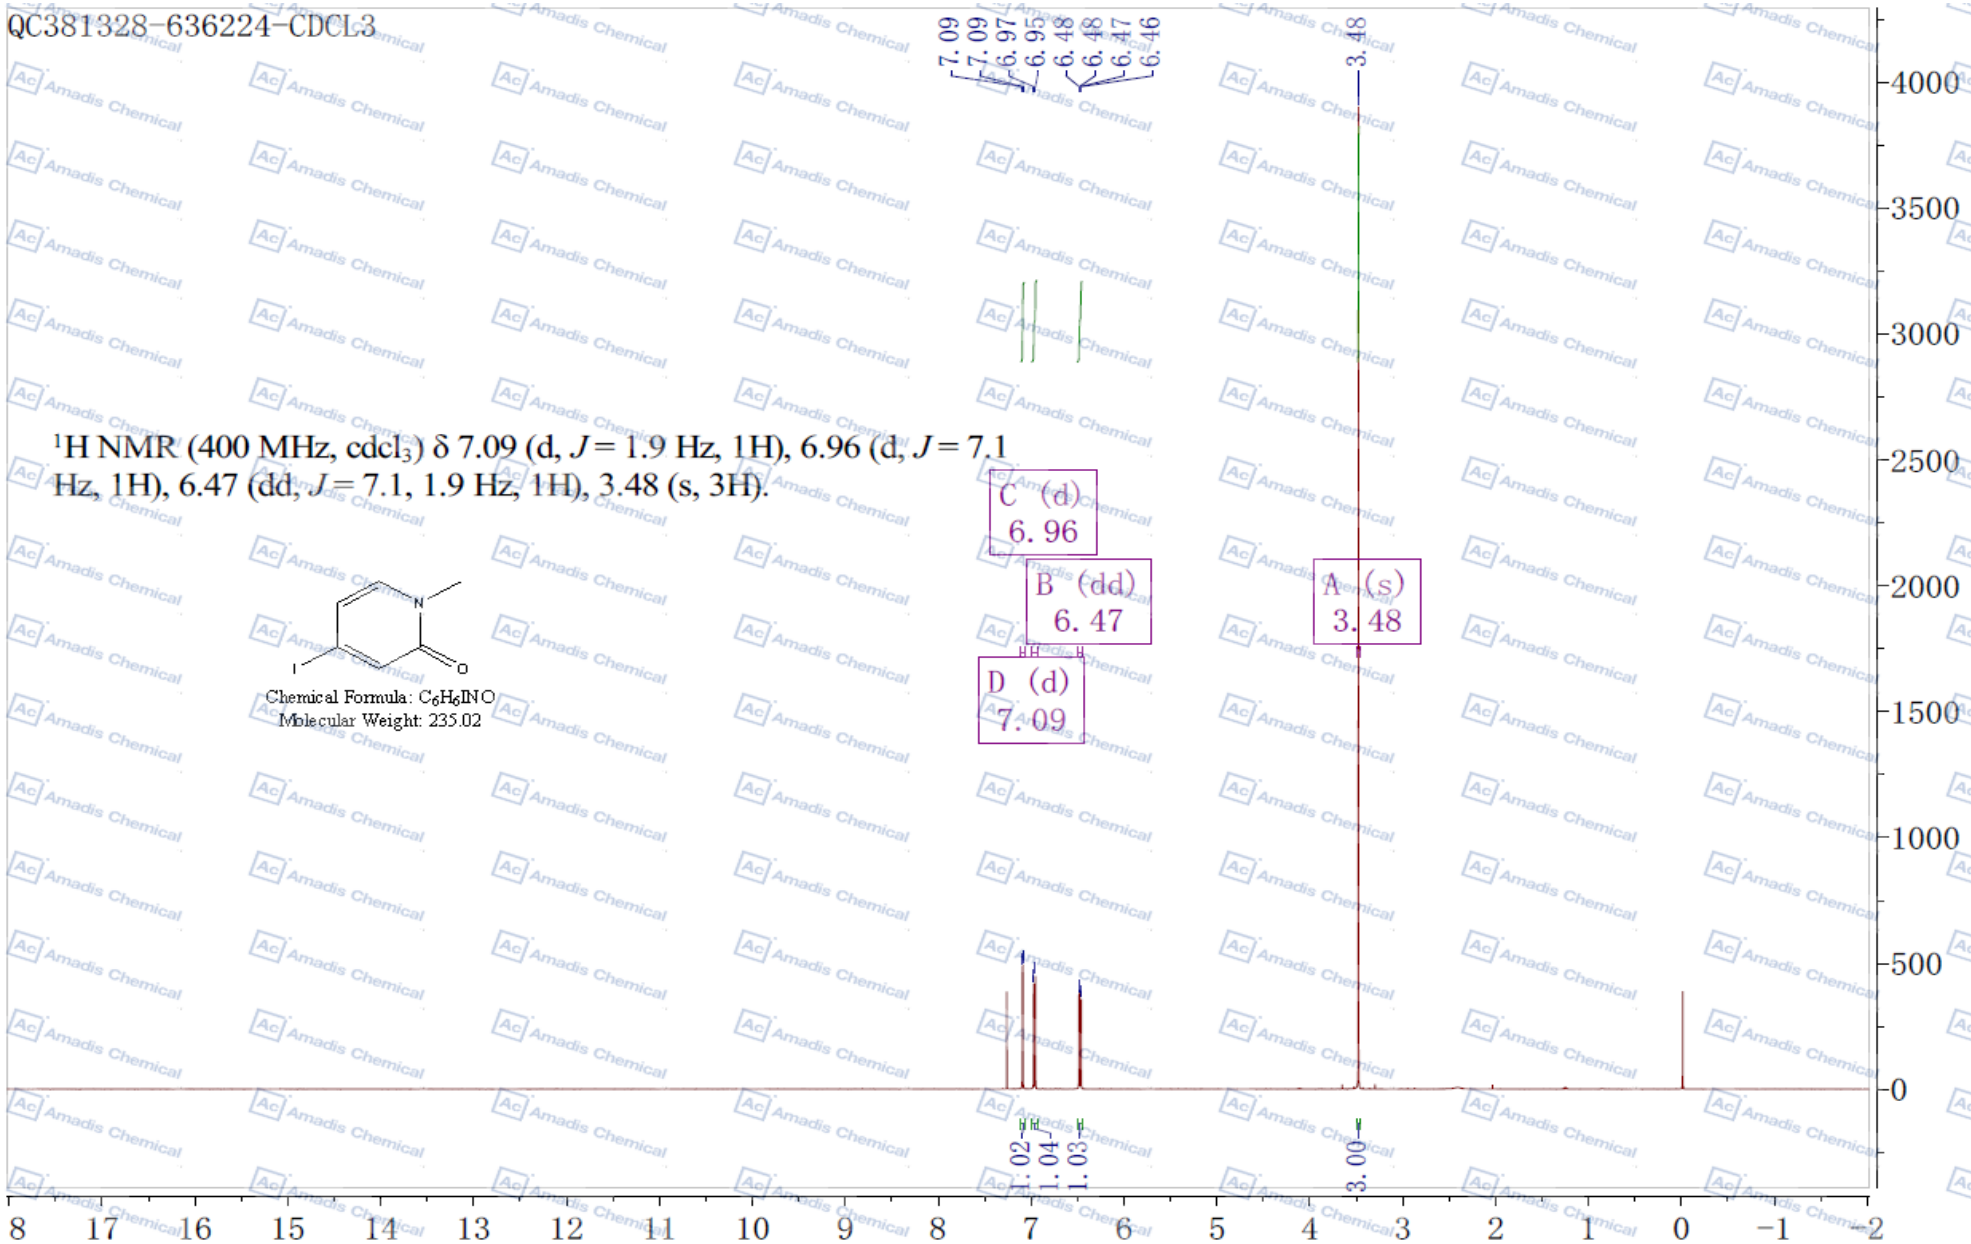 QC381328-636224-CDCL3
7.09
7.09
6.97
6.95
6.48
6.48
6.47
6.46
3.48
4000
3500
3000
2500
2000
1500
1000
500
0
¹H NMR (400 MHz, cdcl₃) δ 7.09 (d, J = 1.9 Hz, 1H), 6.96 (d, J = 7.1
Hz, 1H), 6.47 (dd, J = 7.1, 1.9 Hz, 1H), 3.48 (s, 3H).
C (d)
6.96
B (dd)
6.47
A (s)
3.48
D (d)
7.09
N
I
O
Chemical Formula: C₆H₆INO
Molecular Weight: 235.02
1.02
1.04
1.03
3.00
8 17 16 15 14 13 12 11 10 9 8 7 6 5 4 3 2 1 0 -1 -2
Ac Amadis Chemical